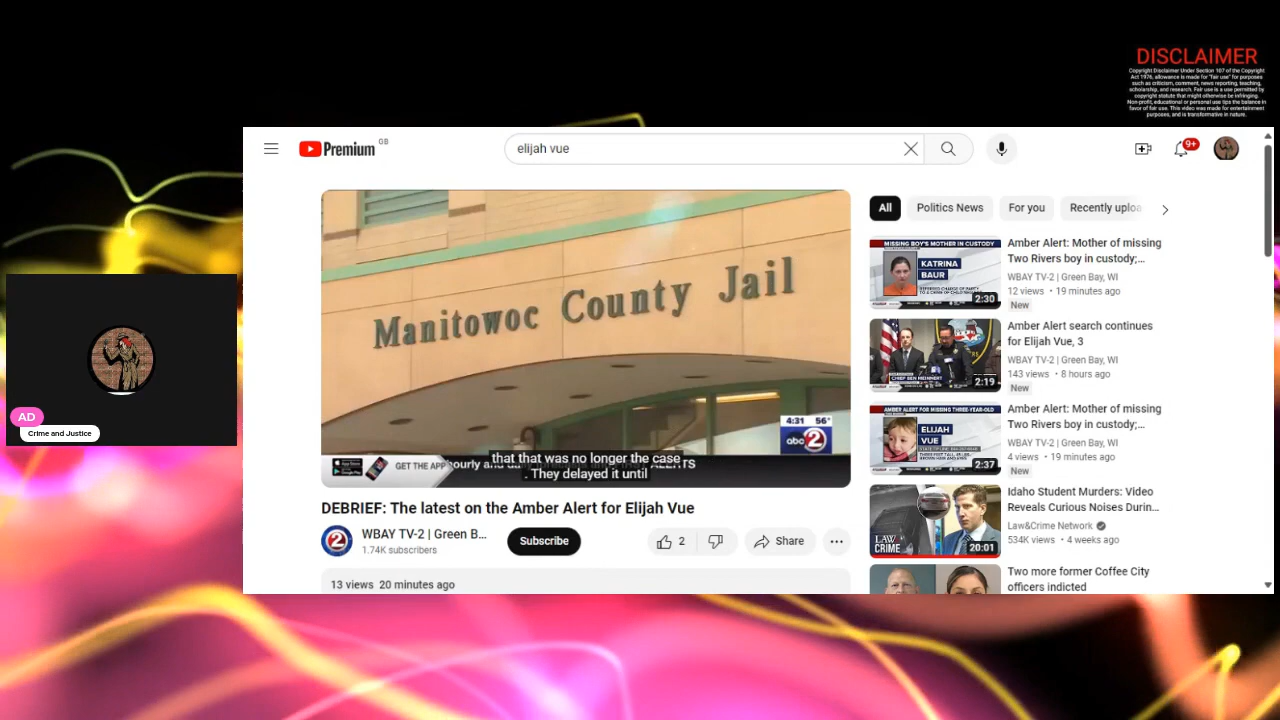 DISCLAIMER
Copyright Disclaimer Under Section 107 of the Copyright
Act 1976, allowance is made for "fair use" for purposes
such as criticism, comment, news reporting, teaching,
scholarship, and research. Fair use is a use permitted by
copyright statute that might otherwise be infringing.
Non-profit, educational or personal use tips the balance in
favor of fair use. This video was made for entertainment
purposes, and is transformative in nature.
Premium GB
elijah vue
9+
Manitowoc County Jail
4:31 56°
abc 2
GET THE APP
hourly and
ALERTS
that that was no longer the case
. They delayed it until
DEBRIEF: The latest on the Amber Alert for Elijah Vue
WBAY TV-2 | Green B...
1.74K subscribers
Subscribe
2
Share
13 views 20 minutes ago
All
Politics News
For you
Recently uploa
MISSING BOY'S MOTHER IN CUSTODY
KATRINA
BAUR
2:30
Amber Alert: Mother of missing
Two Rivers boy in custody;...
WBAY TV-2 | Green Bay, WI
12 views • 19 minutes ago
New
CHIEF BEN MEINNERT
2:19
Amber Alert search continues
for Elijah Vue, 3
WBAY TV-2 | Green Bay, WI
143 views • 8 hours ago
New
AMBER ALERT FOR MISSING THREE-YEAR-OLD
ELIJAH
VUE
2:37
Amber Alert: Mother of missing
Two Rivers boy in custody;...
WBAY TV-2 | Green Bay, WI
4 views • 19 minutes ago
New
LAW&
CRIME
20:01
Idaho Student Murders: Video
Reveals Curious Noises Durin...
Law&Crime Network
534K views • 4 weeks ago
Two more former Coffee City
officers indicted
AD
Crime and Justice